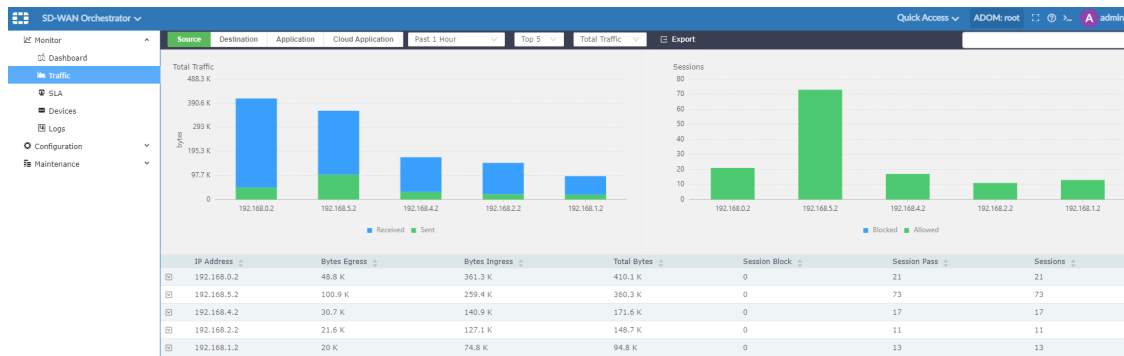 SD-WAN Orchestrator Quick Access ADOM: root >_ A admin
Monitor Source Destination Application Cloud Application Past 1 Hour Top 5 Total Traffic Export
Dashboard
Traffic
SLA
Devices
Logs
Configuration
Maintenance
Total Traffic
488.3 K
390.6 K
293 K
195.3 K
97.7 K
0
bytes
192.168.0.2 192.168.5.2 192.168.4.2 192.168.2.2 192.168.1.2
Received Sent
Sessions
80
70
60
50
40
30
20
10
0
192.168.0.2 192.168.5.2 192.168.4.2 192.168.2.2 192.168.1.2
Blocked Allowed
IP Address Bytes Egress Bytes Ingress Total Bytes Session Block Session Pass Sessions
192.168.0.2 48.8 K 361.3 K 410.1 K 0 21 21
192.168.5.2 100.9 K 259.4 K 360.3 K 0 73 73
192.168.4.2 30.7 K 140.9 K 171.6 K 0 17 17
192.168.2.2 21.6 K 127.1 K 148.7 K 0 11 11
192.168.1.2 20 K 74.8 K 94.8 K 0 13 13